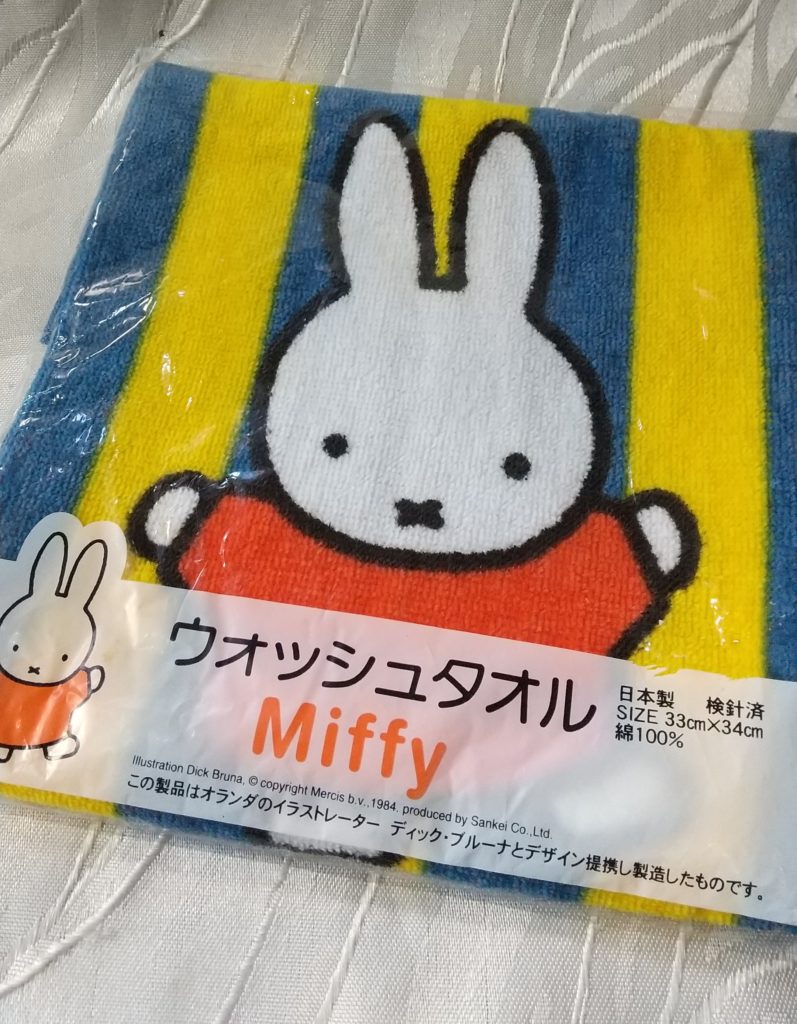 ウオッシュタオル
Miffy
日本製 検針済
SIZE 33cm×34cm
綿100%
Illustration Dick Bruna, © copyright Mercis b.v.,1984, produced by Sankei Co.,Ltd.
この製品はオランダのイラストレーター ディック・ブルーナとデザイン提携し製造したものです。